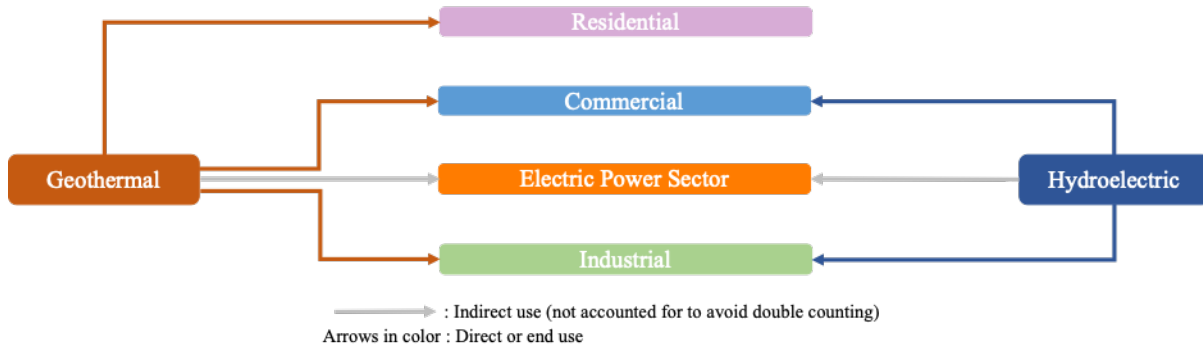 Residential
Commercial
Geothermal
Electric Power Sector
Hydroelectric
Industrial
: Indirect use (not accounted for to avoid double counting)
Arrows in color : Direct or end use